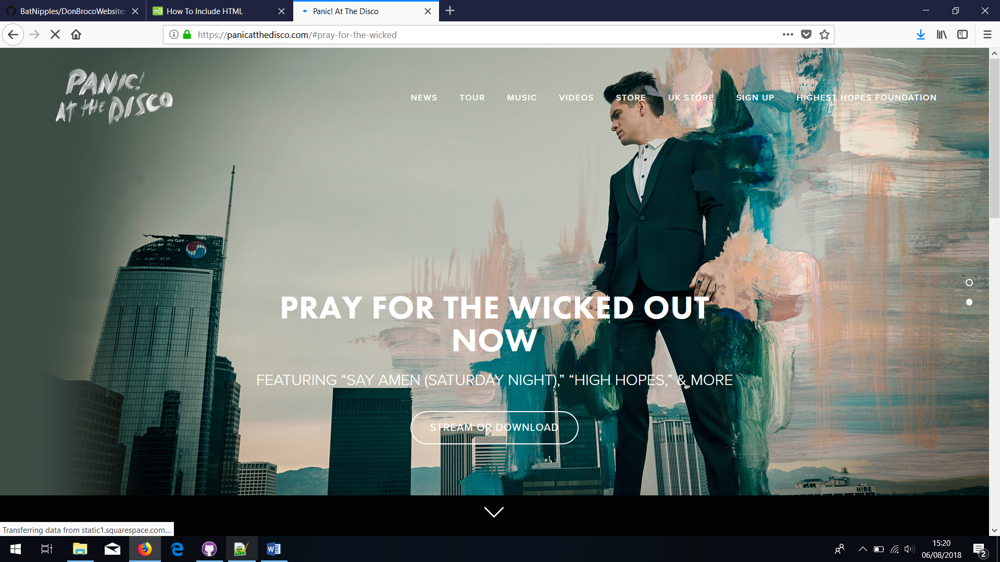 BatNipples/DonBrocoWebsite:
How To Include HTML
Panic! At The Disco
https://panicatthedisco.com/#pray-for-the-wicked
PANIC!
AT THE DISCO
NEWS TOUR MUSIC VIDEOS STORE UK STORE SIGN UP HIGHEST HOPES FOUNDATION
PRAY FOR THE WICKED OUT
NOW
FEATURING “SAY AMEN (SATURDAY NIGHT),” “HIGH HOPES,” & MORE
STREAM OR DOWNLOAD
HIRE
Transferring data from static1.squarespace.com...
15:20
06/08/2018
2